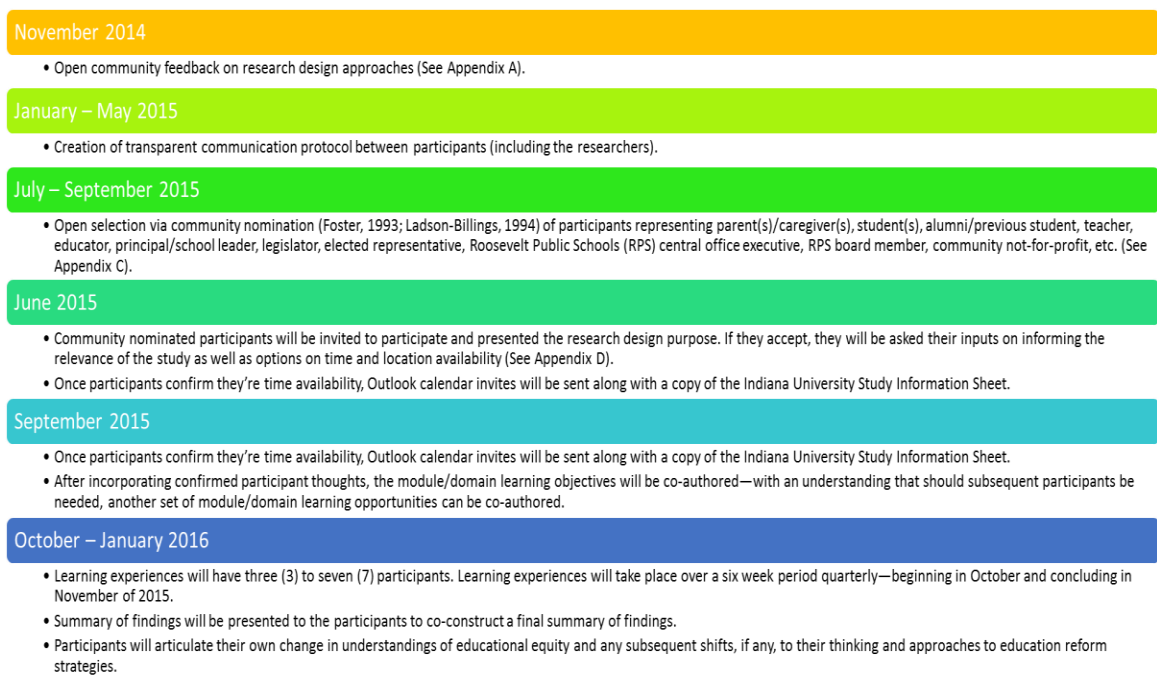 November 2014
• Open community feedback on research design approaches (See Appendix A).
January – May 2015
• Creation of transparent communication protocol between participants (including the researchers).
July – September 2015
• Open selection via community nomination (Foster, 1993; Ladson-Billings, 1994) of participants representing parent(s)/caregiver(s), student(s), alumni/previous student, teacher,
educator, principal/school leader, legislator, elected representative, Roosevelt Public Schools (RPS) central office executive, RPS board member, community not-for-profit, etc. (See
Appendix C).
June 2015
• Community nominated participants will be invited to participate and presented the research design purpose. If they accept, they will be asked their inputs on informing the
relevance of the study as well as options on time and location availability (See Appendix D).
• Once participants confirm they're time availability, Outlook calendar invites will be sent along with a copy of the Indiana University Study Information Sheet.
September 2015
• Once participants confirm they're time availability, Outlook calendar invites will be sent along with a copy of the Indiana University Study Information Sheet.
• After incorporating confirmed participant thoughts, the module/domain learning objectives will be co-authored—with an understanding that should subsequent participants be
needed, another set of module/domain learning opportunities can be co-authored.
October – January 2016
• Learning experiences will have three (3) to seven (7) participants. Learning experiences will take place over a six week period quarterly—beginning in October and concluding in
November of 2015.
• Summary of findings will be presented to the participants to co-construct a final summary of findings.
• Participants will articulate their own change in understandings of educational equity and any subsequent shifts, if any, to their thinking and approaches to education reform
strategies.